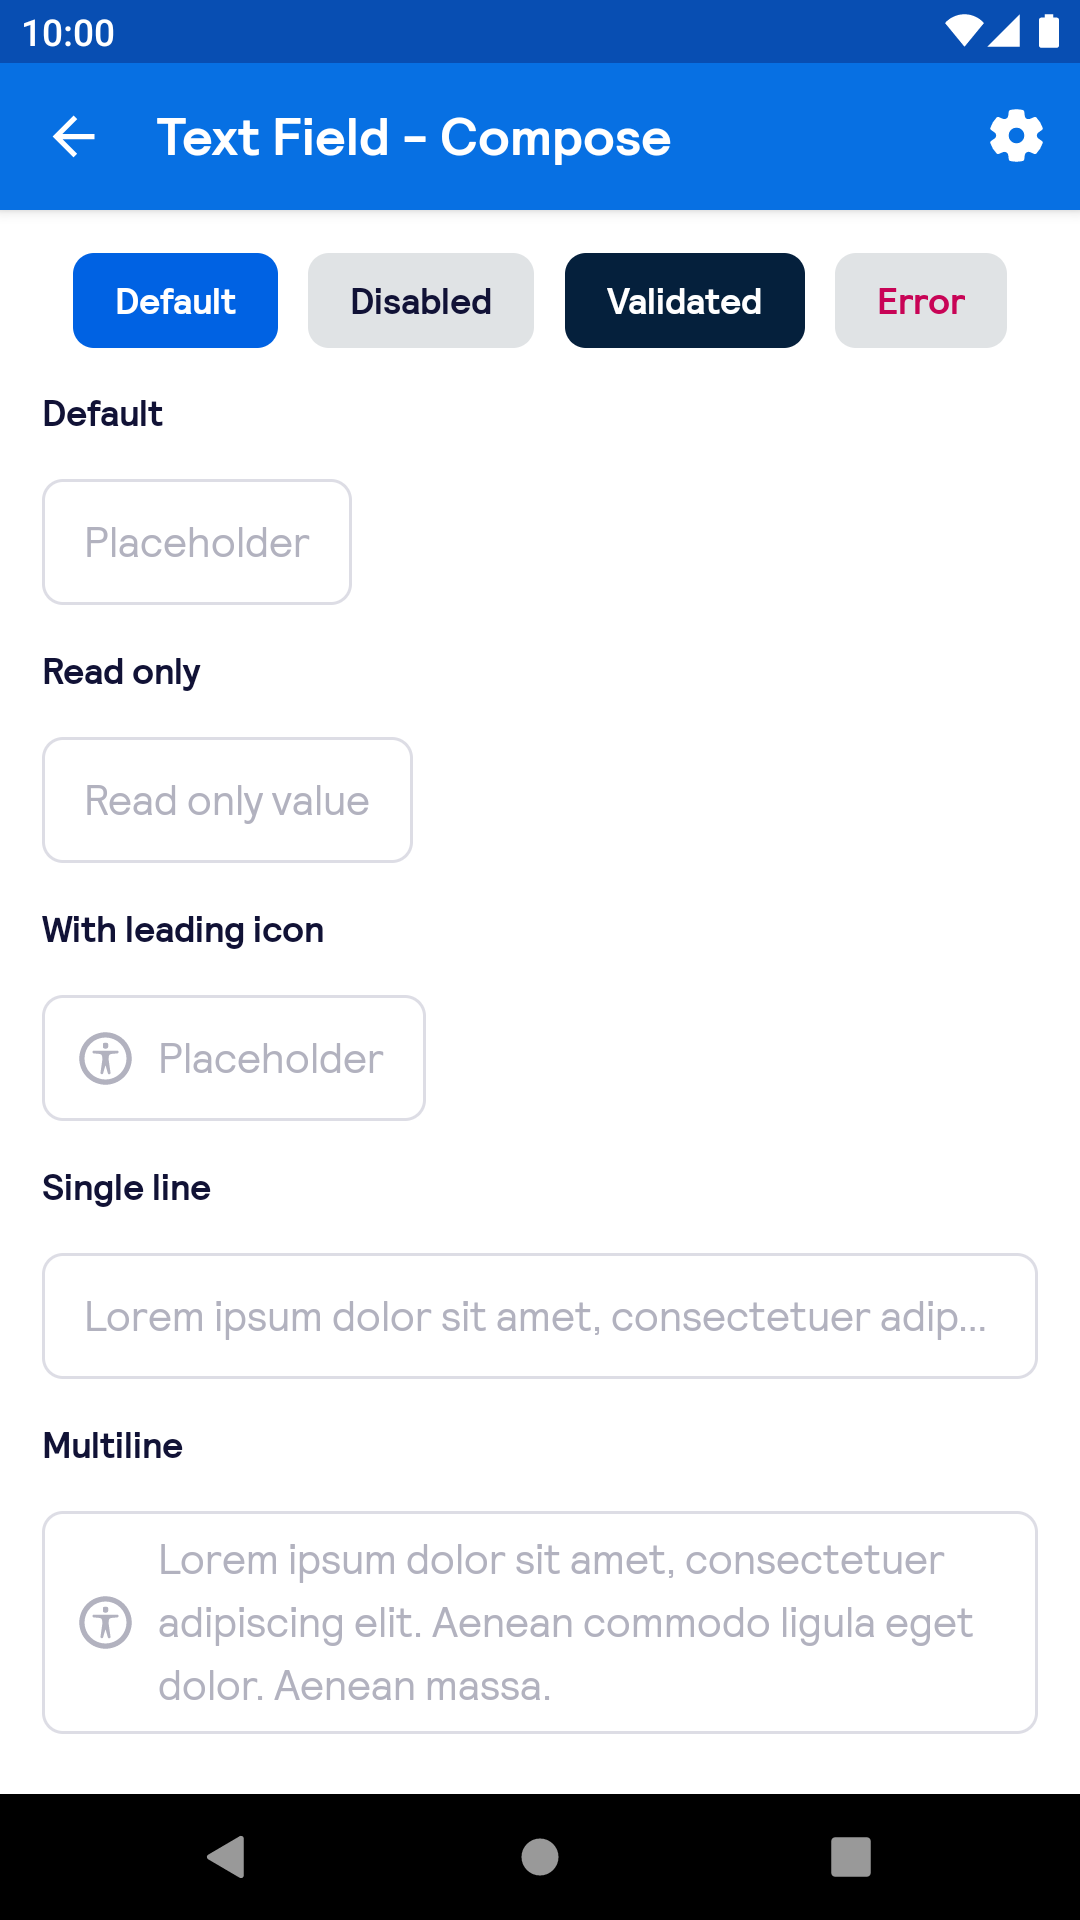 10:00
Text Field - Compose
Default Disabled Validated Error
Default
Placeholder
Read only
Read only value
With leading icon
Placeholder
Single line
Lorem ipsum dolor sit amet, consectetuer adip...
Multiline
Lorem ipsum dolor sit amet, consectetuer
adipiscing elit. Aenean commodo ligula eget
dolor. Aenean massa.